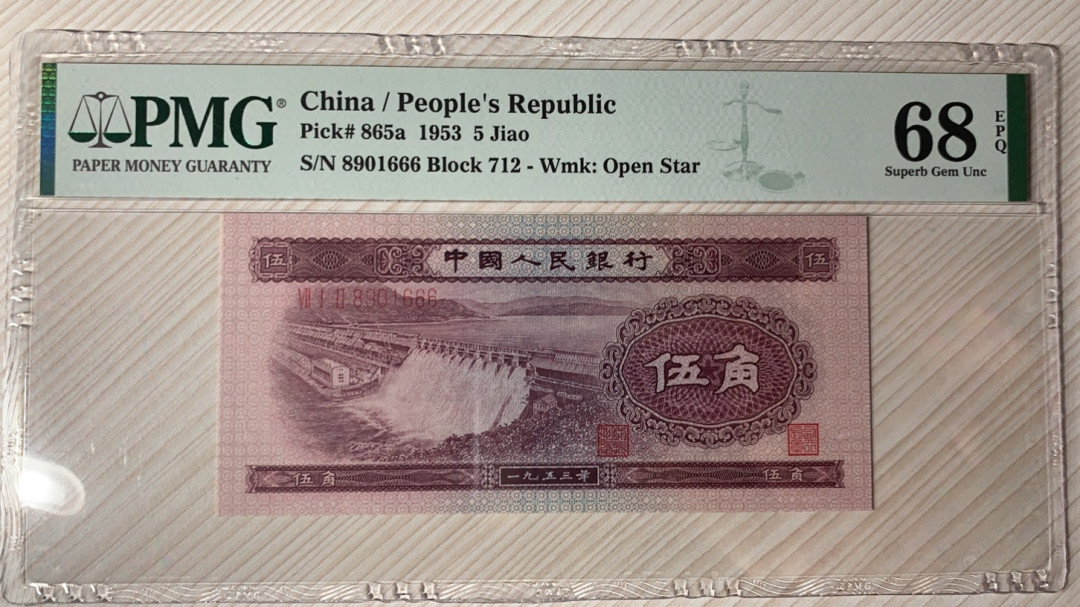 PMG®
PAPER MONEY GUARANTY
China / People's Republic
Pick# 865a 1953 5 Jiao
S/N 8901666 Block 712 - Wmk: Open Star
68
Superb Gem Unc
EPQ
伍 中國人民銀行 伍
VII I II 8901666
伍角
伍角 一九五三年 伍角